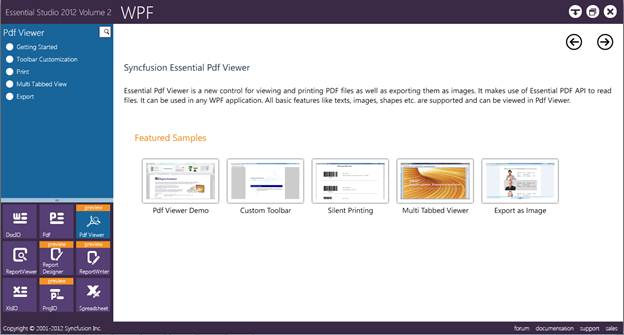 Essential Studio 2012 Volume 2 WPF
Pdf Viewer
Getting Started
Toolbar Customization
Print
Multi Tabbed View
Export
Syncfusion Essential Pdf Viewer
Essential Pdf Viewer is a new control for viewing and printing PDF files as well as exporting them as images. It makes use of Essential PDF API to read
files. It can be used in any WPF application. All basic features like texts, images, shapes etc. are supported and can be viewed in Pdf Viewer.
Featured Samples
Pdf Viewer Demo Custom Toolbar Silent Printing Multi Tabbed Viewer Export as Image
preview
DocIO Pdf Pdf Viewer
preview preview
ReportViewer Report Designer ReportWriter
preview
XlsIO ProjIO Spreadsheet
Copyright © 2001-2012 Syncfusion Inc. forum documentation support sales